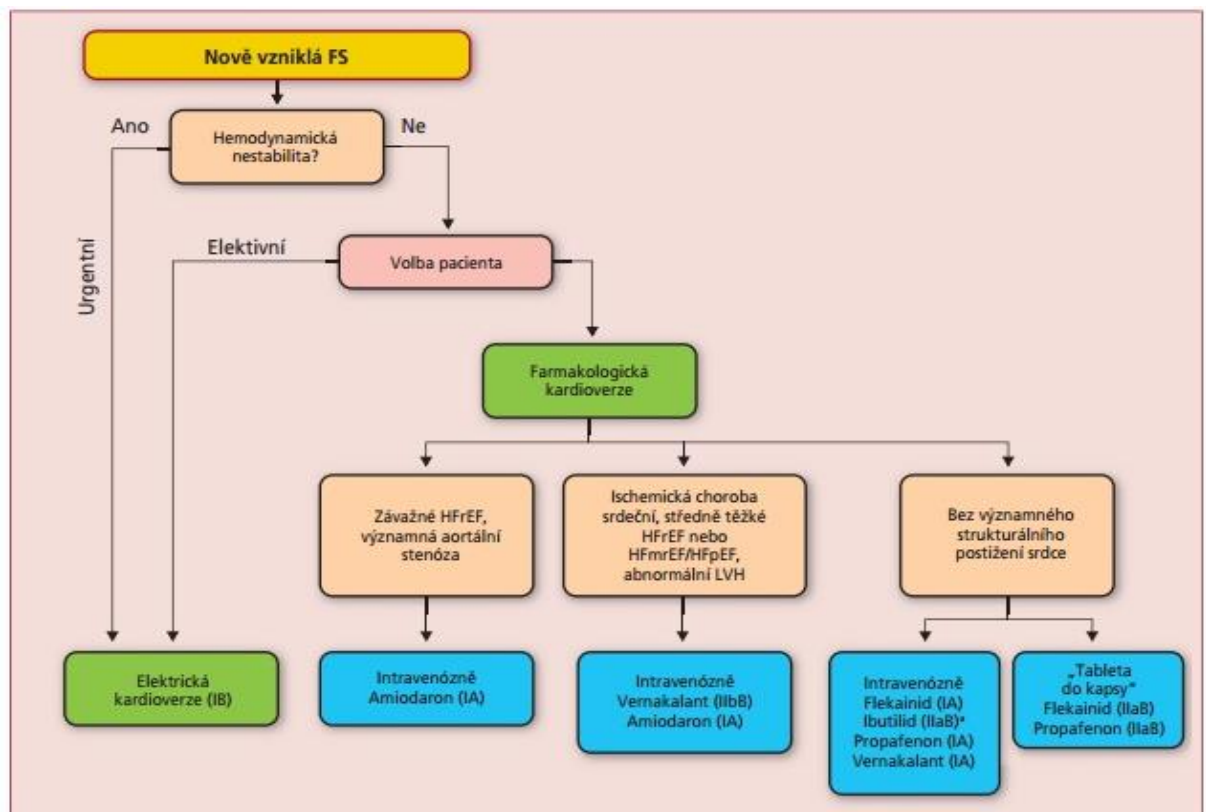 Nově vzniklá FS
Ano
Hemodynamická
nestabilita?
Ne
Urgentní
Elektivní
Volba pacienta
Farmakologická
kardioverze
Závažné HFrEF,
významná aortální
stenóza
Ischemická choroba
srdeční, středně těžké
HFrEF nebo
HFmrEF/HFpEF,
abnormální LVH
Bez významného
strukturálního
postižení srdce
Elektrická
kardioverze (IB)
Intravenózně
Amiodaron (IA)
Intravenózně
Vernakalant (IIbB)
Amiodaron (IA)
Intravenózně
Flekainid (IA)
Ibutilid (IIaB)ᵃ
Propafenon (IA)
Vernakalant (IA)
„Tableta
do kapsy“
Flekainid (IIaB)
Propafenon (IIaB)